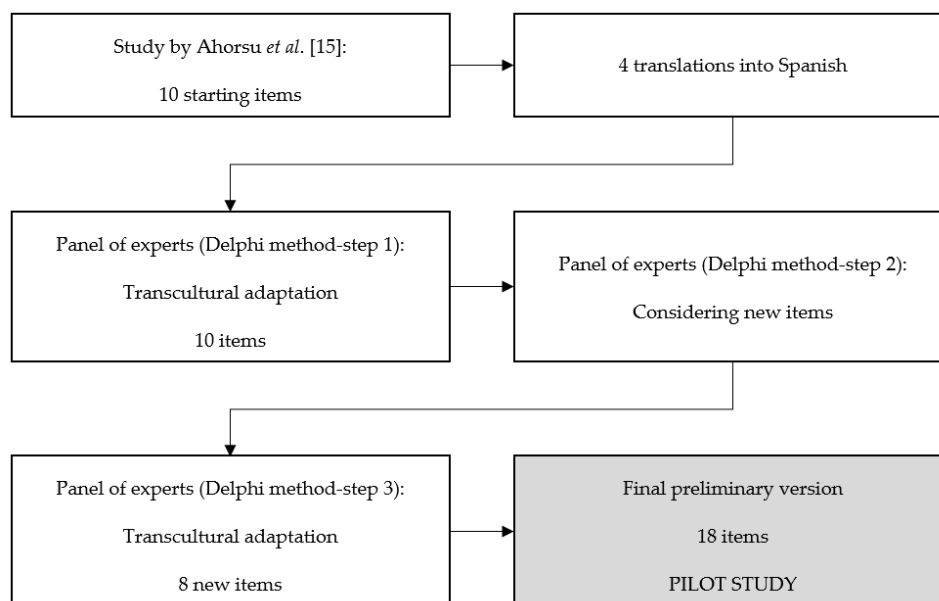 Study by Ahorsu et al. [15]:
10 starting items
4 translations into Spanish
Panel of experts (Delphi method-step 1):
Transcultural adaptation
10 items
Panel of experts (Delphi method-step 2):
Considering new items
Panel of experts (Delphi method-step 3):
Transcultural adaptation
8 new items
Final preliminary version
18 items
PILOT STUDY